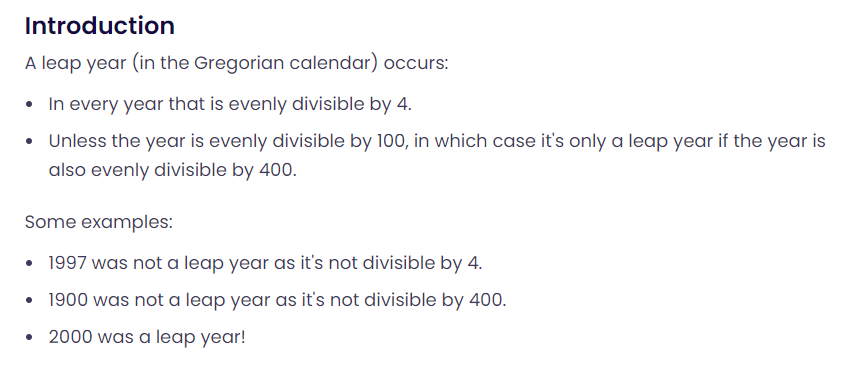 Introduction
A leap year (in the Gregorian calendar) occurs:
• In every year that is evenly divisible by 4.
• Unless the year is evenly divisible by 100, in which case it's only a leap year if the year is
also evenly divisible by 400.
Some examples:
• 1997 was not a leap year as it's not divisible by 4.
• 1900 was not a leap year as it's not divisible by 400.
• 2000 was a leap year!